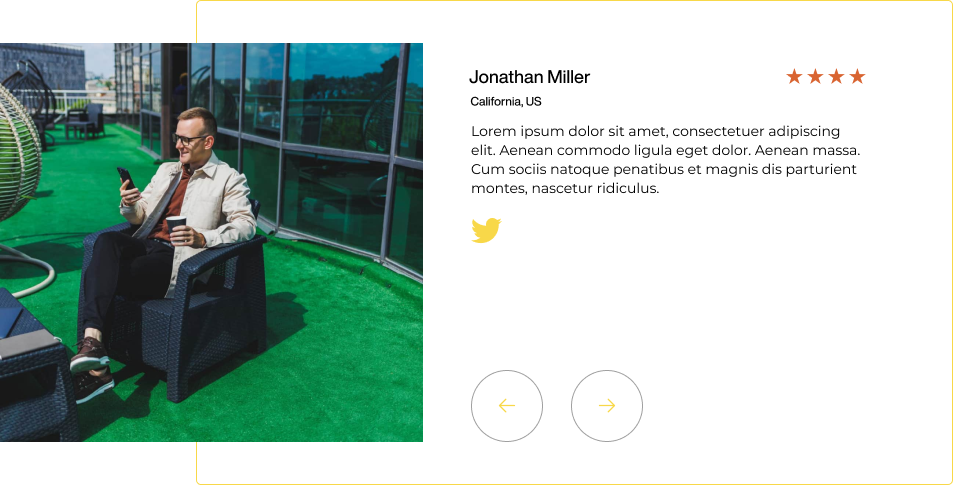 Jonathan Miller
California, US
Lorem ipsum dolor sit amet, consectetuer adipiscing
elit. Aenean commodo ligula eget dolor. Aenean massa.
Cum sociis natoque penatibus et magnis dis parturient
montes, nascetur ridiculus.